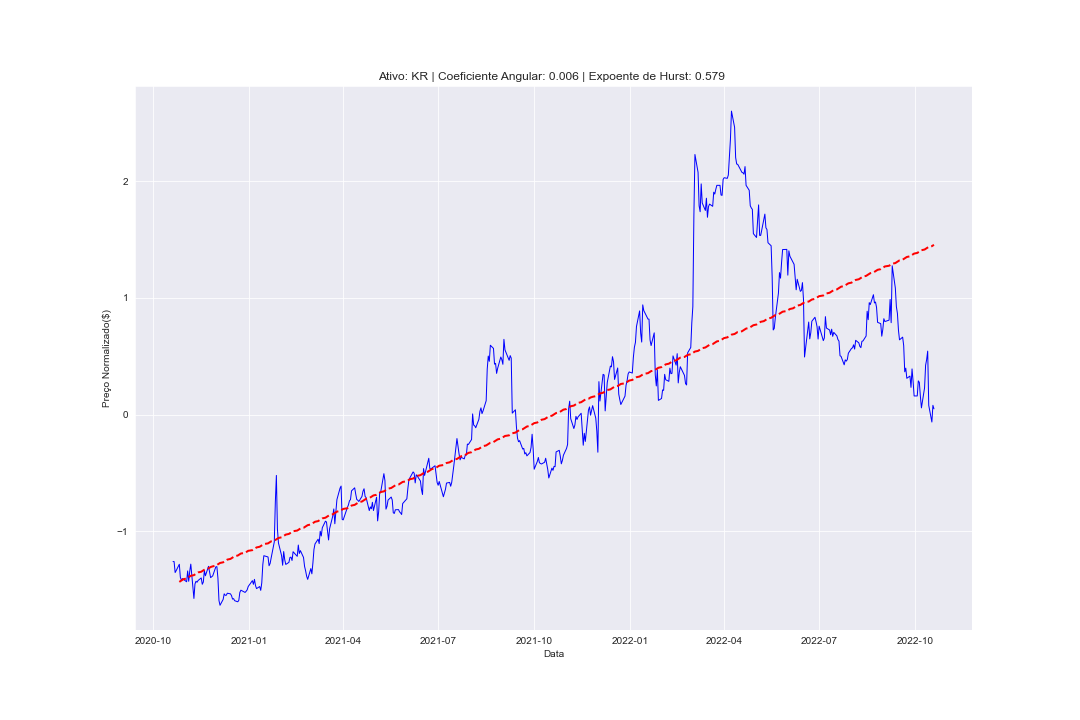 Ativo: KR | Coeficiente Angular: 0.006 | Expoente de Hurst: 0.579
Preço Normalizado($)
2
1
0
−1
2020-10 2021-01 2021-04 2021-07 2021-10 2022-01 2022-04 2022-07 2022-10
Data